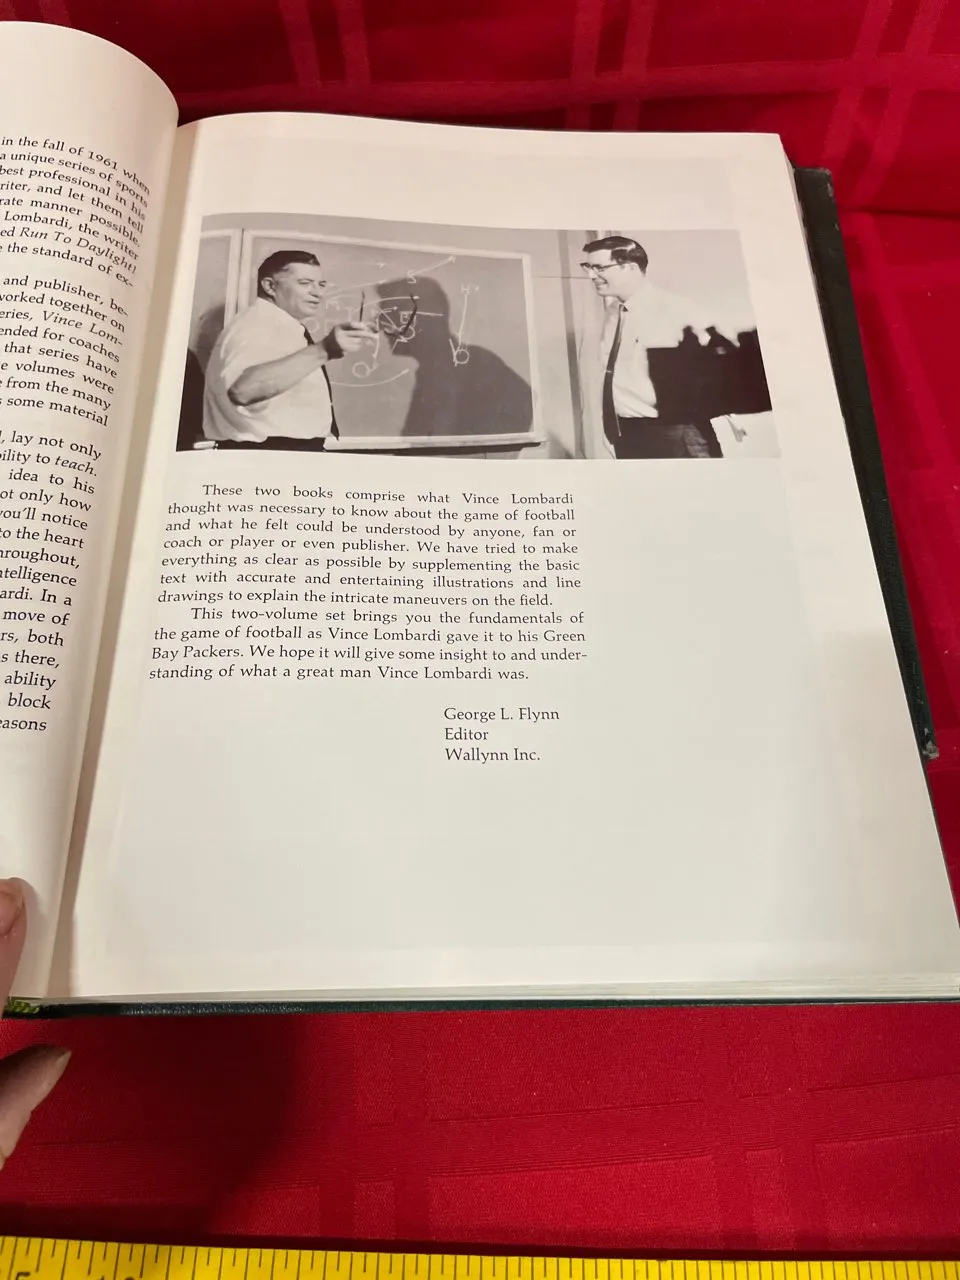 in the fall of 1961 when
a unique series of sports
best professional in his
riter, and let them tell
rate manner possible.
Lombardi, the writer
ed Run To Daylight!
e the standard of ex-
and publisher, be-
worked together on
eries, Vince Lom-
ended for coaches
that series have
e volumes were
e from the many
s some material
l, lay not only
ility to teach.
idea to his
ot only how
you'll notice
to the heart
hroughout,
ntelligence
ardi. In a
move of
rs, both
s there,
ability
block
easons
These two books comprise what Vince Lombardi
thought was necessary to know about the game of football
and what he felt could be understood by anyone, fan or
coach or player or even publisher. We have tried to make
everything as clear as possible by supplementing the basic
text with accurate and entertaining illustrations and line
drawings to explain the intricate maneuvers on the field.
This two-volume set brings you the fundamentals of
the game of football as Vince Lombardi gave it to his Green
Bay Packers. We hope it will give some insight to and under-
standing of what a great man Vince Lombardi was.
George L. Flynn
Editor
Wallynn Inc.